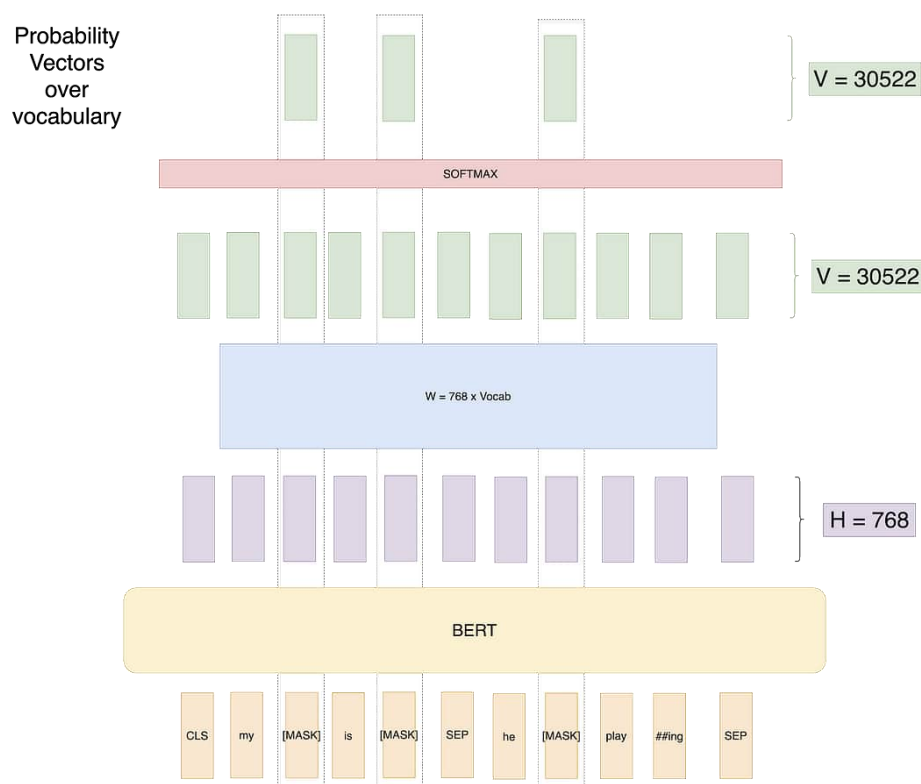 Probability
Vectors
over
vocabulary
V = 30522
SOFTMAX
V = 30522
W = 768 x Vocab
H = 768
BERT
CLS my [MASK] is [MASK] SEP he [MASK] play ##ing SEP